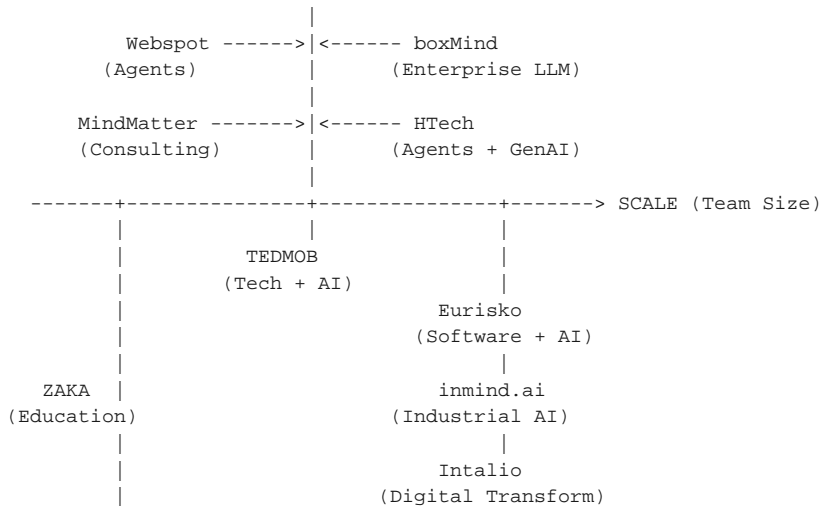 Webspot ------>|<------ boxMind
(Agents) | (Enterprise LLM)
|
MindMatter ------->|<------ HTech
(Consulting) | (Agents + GenAI)
|
-------+---------------+---------------+-------> SCALE (Team Size)
| | |
| TEDMOB |
| (Tech + AI) |
| Eurisko
| (Software + AI)
| |
ZAKA | inmind.ai
(Education) (Industrial AI)
| |
| Intalio
| (Digital Transform)